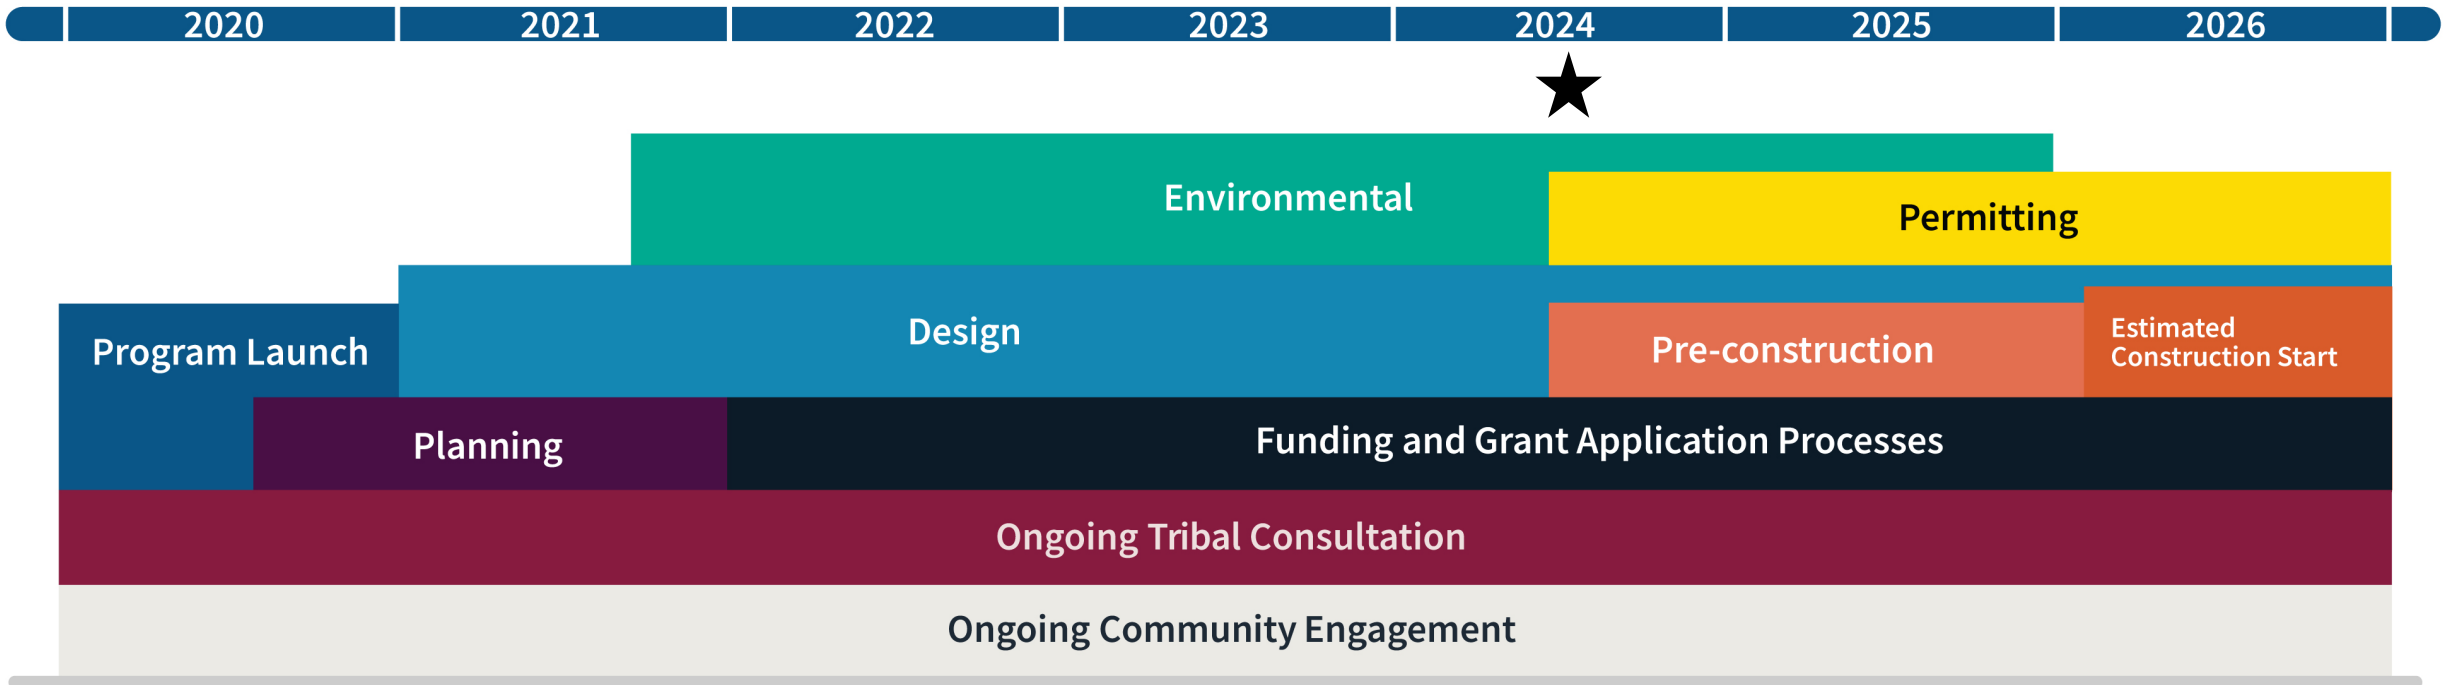 2020 2021 2022 2023 2024 2025 2026
Environmental
Permitting
Design
Program Launch
Pre-construction
Estimated
Construction Start
Planning
Funding and Grant Application Processes
Ongoing Tribal Consultation
Ongoing Community Engagement